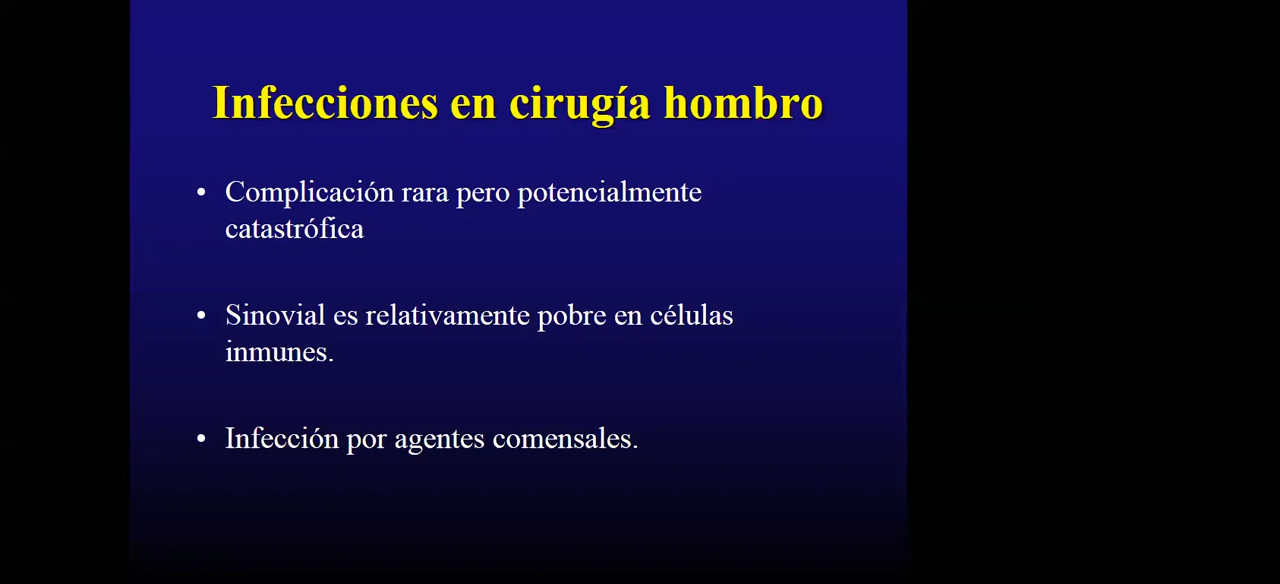 Infecciones en cirugía hombro
• Complicación rara pero potencialmente
catastrófica
• Sinovial es relativamente pobre en células
inmunes.
• Infección por agentes comensales.